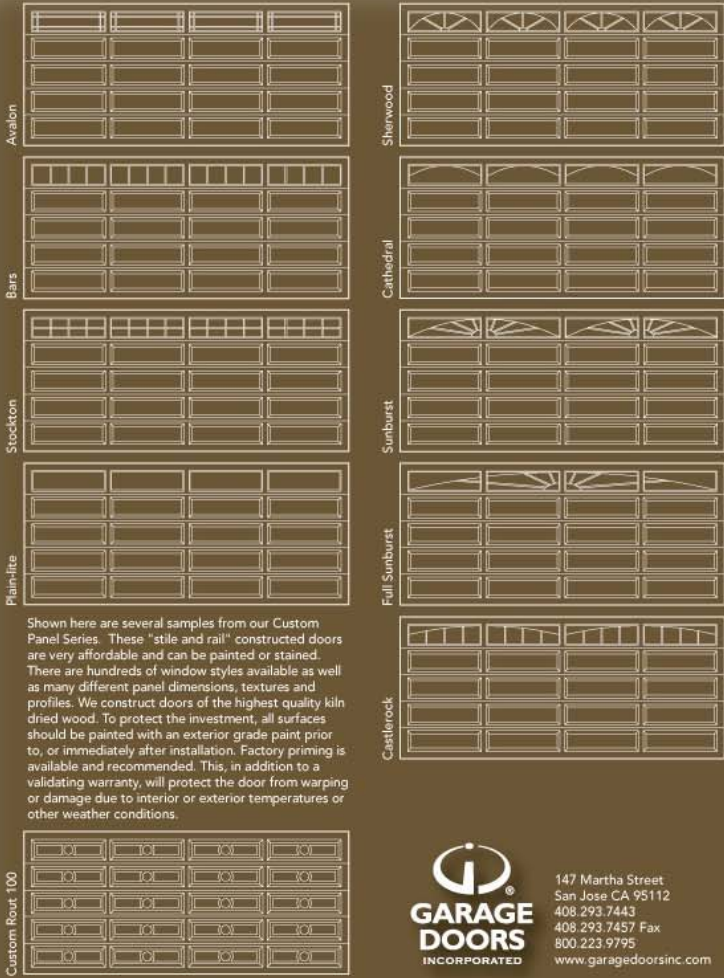 Avalon
Bars
Stockton
Plain-lite
Shown here are several samples from our Custom
Panel Series. These "stile and rail" constructed doors
are very affordable and can be painted or stained.
There are hundreds of window styles available as well
as many different panel dimensions, textures and
profiles. We construct doors of the highest quality kiln
dried wood. To protect the investment, all surfaces
should be painted with an exterior grade paint prior
to, or immediately after installation. Factory priming is
available and recommended. This, in addition to a
validating warranty, will protect the door from warping
or damage due to interior or exterior temperatures or
other weather conditions.
Custom Rout 100
Sherwood
Cathedral
Sunburst
Full Sunburst
Castlerock
®
GARAGE
DOORS
INCORPORATED
147 Martha Street
San Jose CA 95112
408.293.7443
408.293.7457 Fax
800.223.9795
www.garagedoorsinc.com